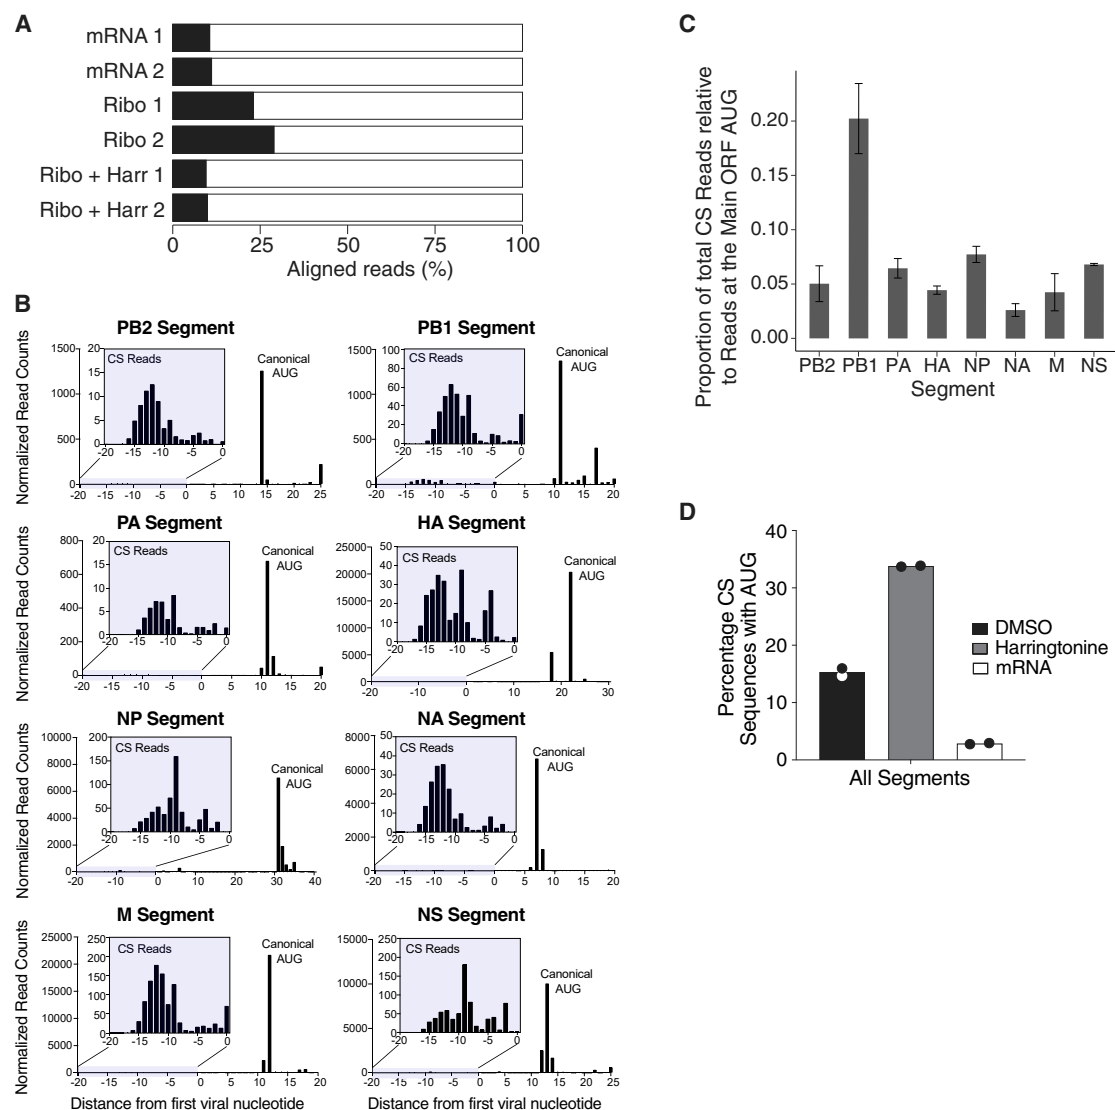 A
mRNA 1
mRNA 2
Ribo 1
Ribo 2
Ribo + Harr 1
Ribo + Harr 2
0 25 50 75 100
Aligned reads (%)
B
PB2 Segment
Normalized Read Counts
1500
1000
500
0
20
15
10
5
0
CS Reads
-20 -15 -10 -5 0
Canonical
AUG
-20 -15 -10 -5 0 5 10 15 20 25
PB1 Segment
1500
1000
500
0
100
80
60
40
20
0
CS Reads
-20 -15 -10 -5 0
Canonical
AUG
-20 -15 -10 -5 0 5 10 15 20
PA Segment
Normalized Read Counts
800
600
400
200
0
20
15
10
5
0
CS Reads
-20 -15 -10 -5 0
Canonical
AUG
-20 -15 -10 -5 0 5 10 15 20
HA Segment
25000
20000
15000
10000
5000
0
50
40
30
20
10
0
CS Reads
-20 -15 -10 -5 0
Canonical
AUG
-20 -10 0 10 20 30
NP Segment
Normalized Read Counts
10000
8000
6000
4000
2000
0
200
150
100
50
0
CS Reads
-20 -15 -10 -5 0
Canonical
AUG
-20 -10 0 10 20 30 40
NA Segment
8000
6000
4000
2000
0
50
40
30
20
10
0
CS Reads
-20 -15 -10 -5 0
Canonical
AUG
-20 -15 -10 -5 0 5 10 15 20
M Segment
Normalized Read Counts
25000
20000
15000
10000
5000
0
250
200
150
100
50
0
CS Reads
-20 -15 -10 -5 0
Canonical
AUG
-20 -15 -10 -5 0 5 10 15 20
Distance from first viral nucleotide
NS Segment
15000
10000
5000
0
250
200
150
100
50
0
CS Reads
-20 -15 -10 -5 0
Canonical
AUG
-20 -15 -10 -5 0 5 10 15 20 25
Distance from first viral nucleotide
C
Proportion of total CS Reads relative
to Reads at the Main ORF AUG
0.20
0.15
0.10
0.05
0.00
PB2 PB1 PA HA NP NA M NS
Segment
D
Percentage CS
Sequences with AUG
40
30
20
10
0
DMSO
Harringtonine
mRNA
All Segments